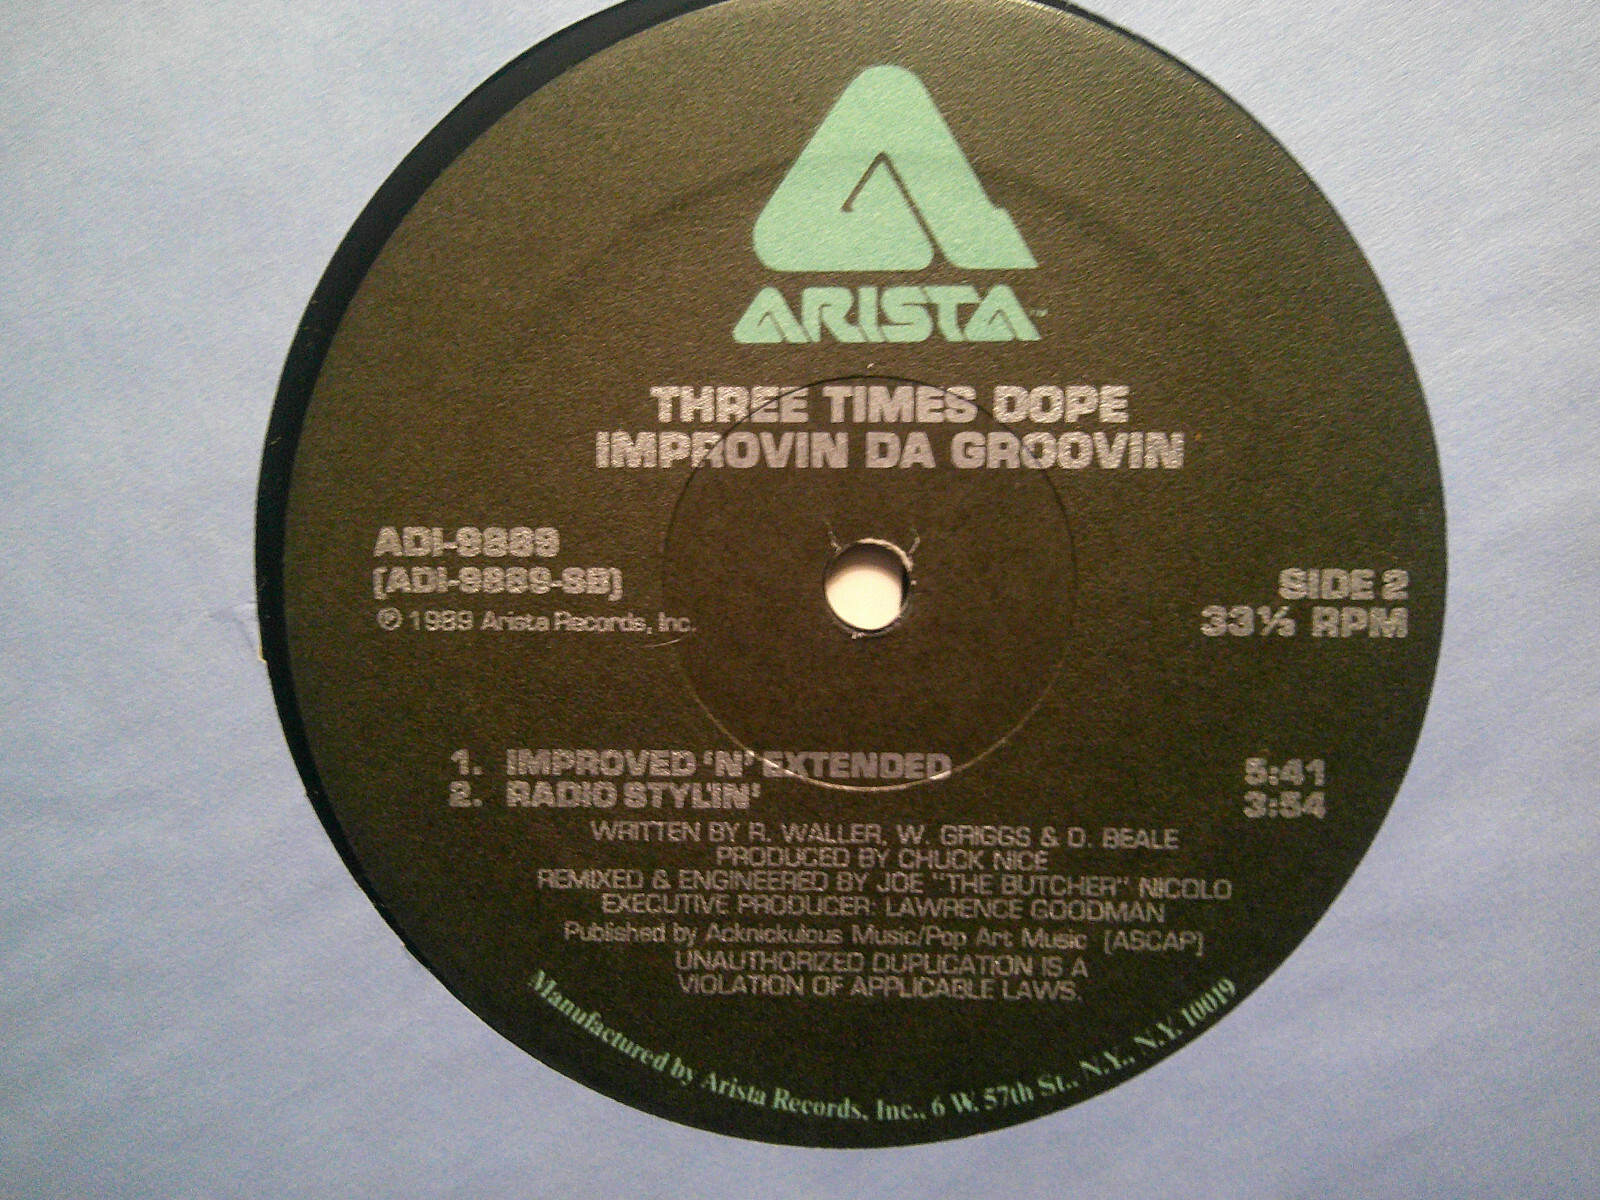 ARISTA™
THREE TIMES DOPE
IMPROVIN DA GROOVIN
ADI-9889
[ADI-9889-SB]
℗ 1989 Arista Records, Inc.
SIDE 2
33⅓ RPM
1. IMPROVED 'N' EXTENDED 5:41
2. RADIO STYLIN' 3:54
WRITTEN BY R. WALLER, W. GRIGGS & D. BEALE
PRODUCED BY CHUCK NICE
REMIXED & ENGINEERED BY JOE "THE BUTCHER" NICOLO
EXECUTIVE PRODUCER: LAWRENCE GOODMAN
Published by Acknickulous Music/Pop Art Music [ASCAP]
UNAUTHORIZED DUPLICATION IS A
VIOLATION OF APPLICABLE LAWS.
Manufactured by Arista Records, Inc., 6 W. 57th St., N.Y., N.Y. 10019